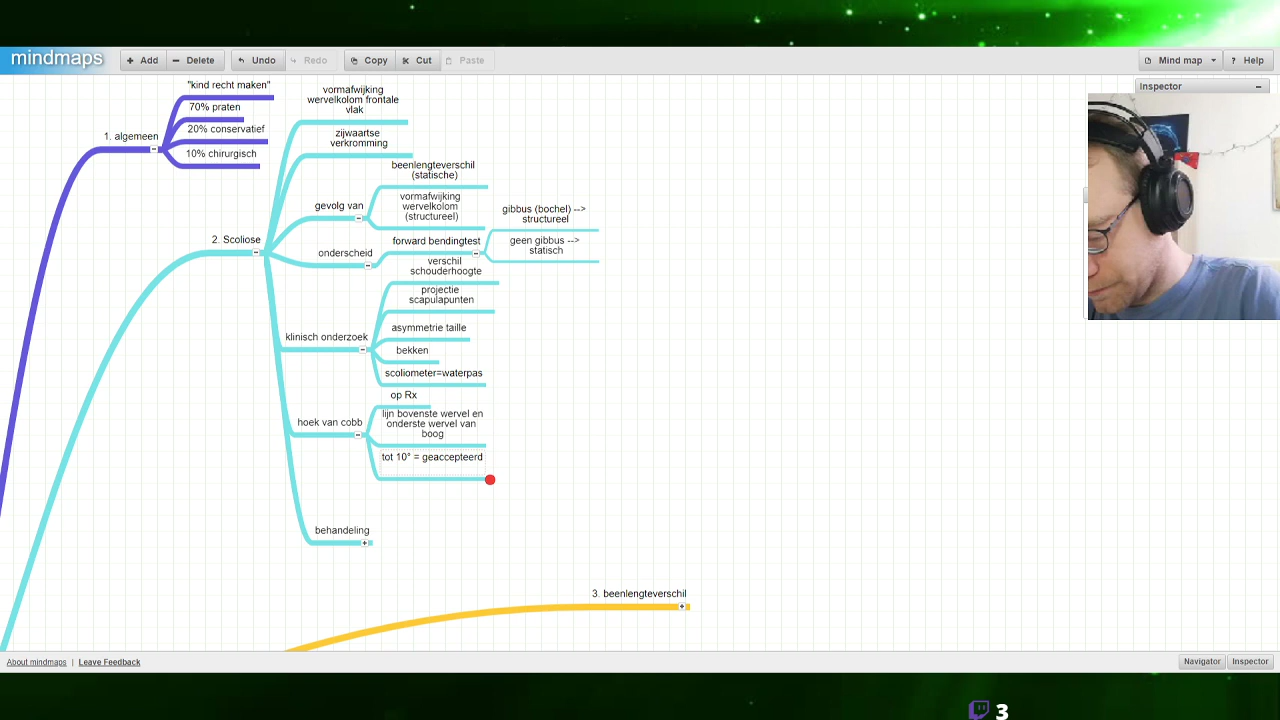 mindmaps
Add
Delete
Undo
Redo
Copy
Cut
Paste
Mind map
? Help
Inspector
1. algemeen
"kind recht maken"
70% praten
20% conservatief
10% chirurgisch
2. Scoliose
vormafwijking
wervelkolom frontale
vlak
zijwaartse
verkromming
gevolg van
beenlengteverschil
(statische)
vormafwijking
wervelkolom
(structureel)
onderscheid
forward bendingtest
gibbus (bochel) -->
structureel
geen gibbus -->
statisch
klinisch onderzoek
verschil
schouderhoogte
projectie
scapulapunten
asymmetrie taille
bekken
scoliometer=waterpas
hoek van cobb
op Rx
lijn bovenste wervel en
onderste wervel van
boog
tot 10° = geaccepteerd
behandeling
3. beenlengteverschil
About mindmaps | Leave Feedback
Navigator
Inspector
3